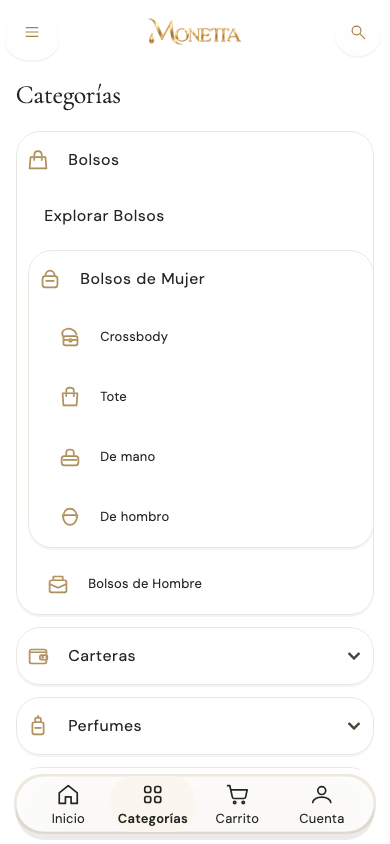 Monetta
Categorías
Bolsos
Explorar Bolsos
Bolsos de Mujer
Crossbody
Tote
De mano
De hombro
Bolsos de Hombre
Carteras
Perfumes
Inicio
Categorías
Carrito
Cuenta